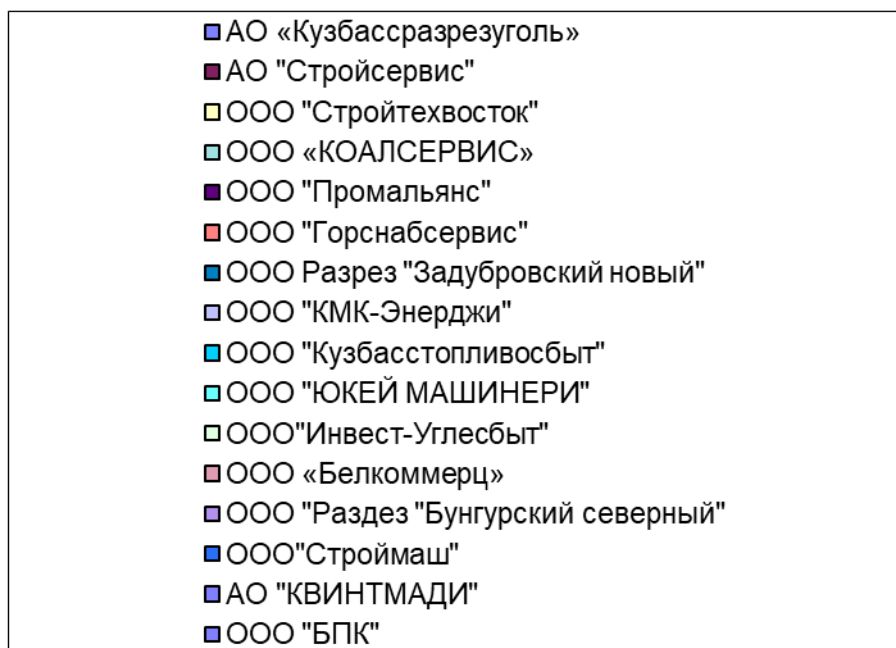 АО «Кузбассразрезуголь»
АО "Стройсервис"
ООО "Стройтехвосток"
ООО «КОАЛСЕРВИС»
ООО "Промальянс"
ООО "Горснабсервис"
ООО Разрез "Задубровский новый"
ООО "КМК-Энерджи"
ООО "Кузбасстопливосбыт"
ООО "ЮКЕЙ МАШИНЕРИ"
ООО"Инвест-Углесбыт"
ООО «Белкоммерц»
ООО "Раздез "Бунгурский северный"
ООО"Строймаш"
АО "КВИНТМАДИ"
ООО "БПК"